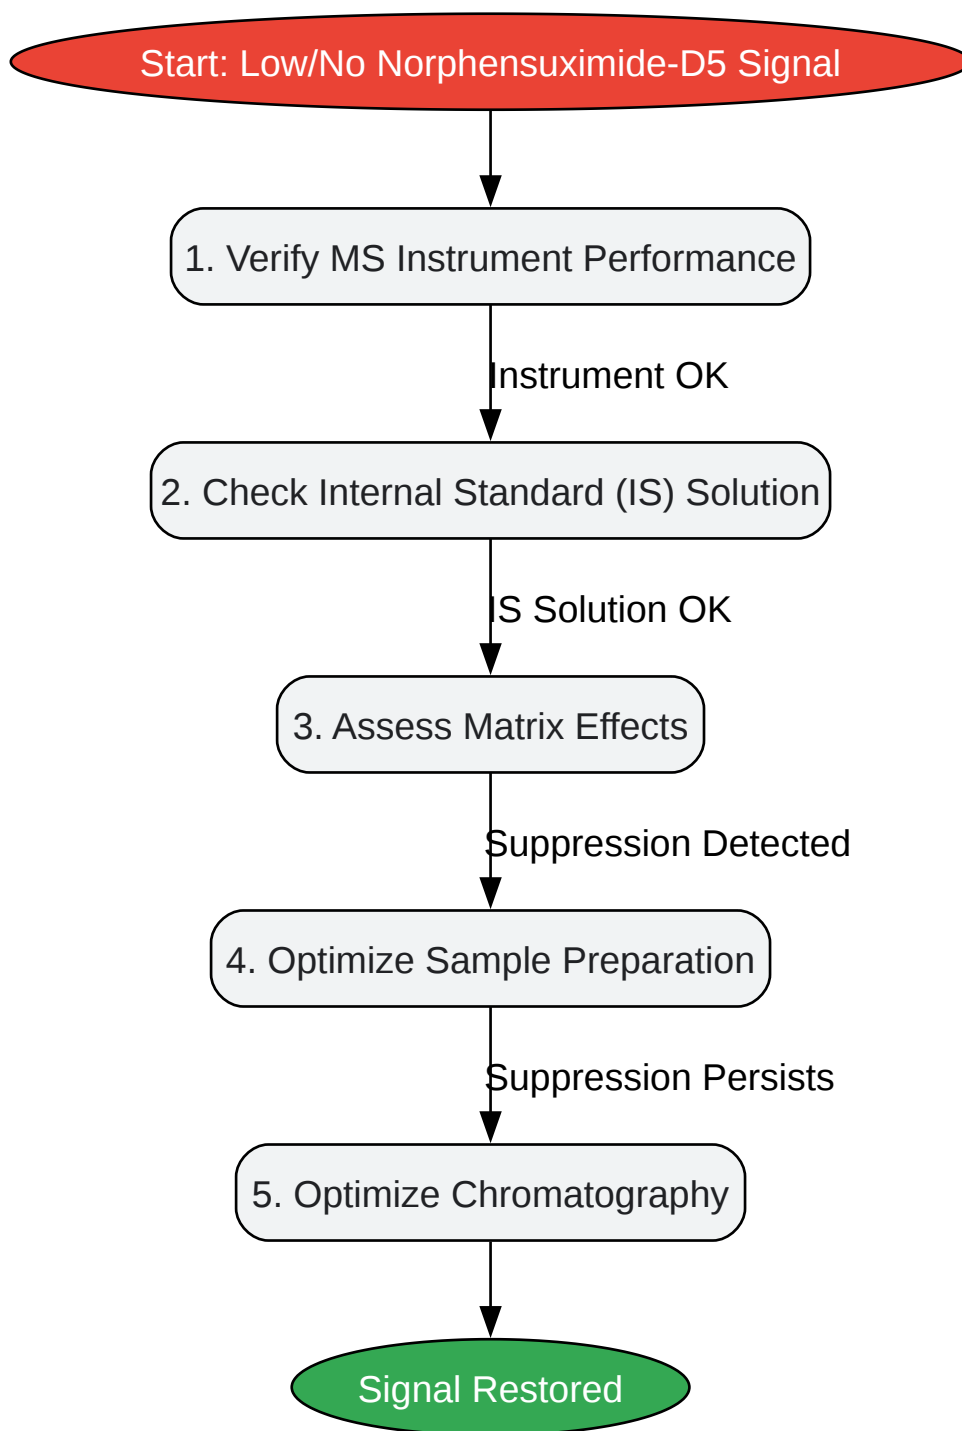 Start: Low/No Norphensuximide-D5 Signal
1. Verify MS Instrument Performance
Instrument OK
2. Check Internal Standard (IS) Solution
IS Solution OK
3. Assess Matrix Effects
Suppression Detected
4. Optimize Sample Preparation
Suppression Persists
5. Optimize Chromatography
Signal Restored